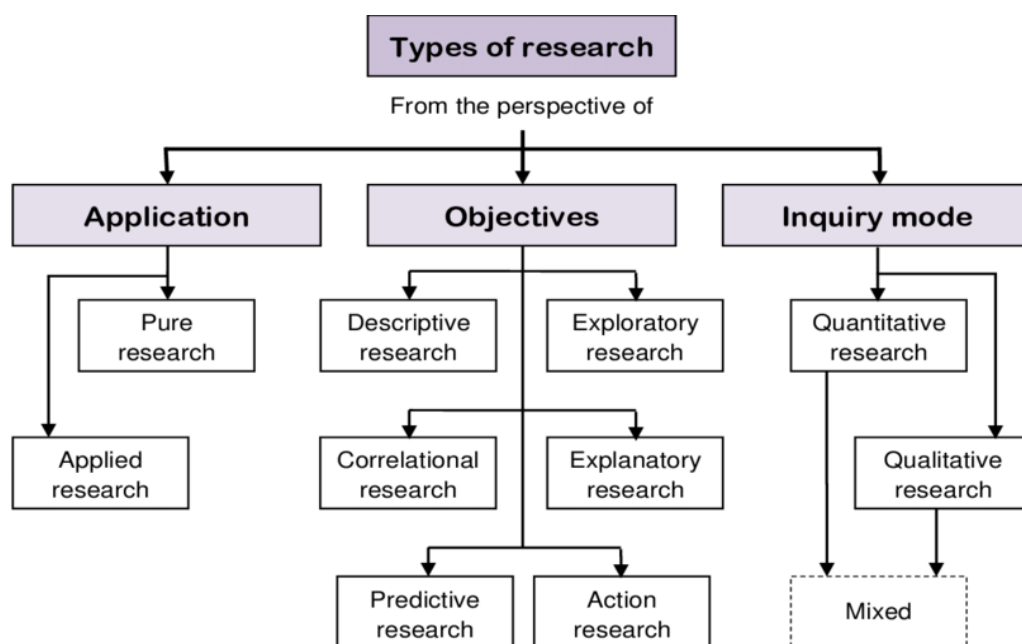 Types of research
From the perspective of
Application
Objectives
Inquiry mode
Pure
research
Descriptive
research
Exploratory
research
Quantitative
research
Applied
research
Correlational
research
Explanatory
research
Qualitative
research
Predictive
research
Action
research
Mixed